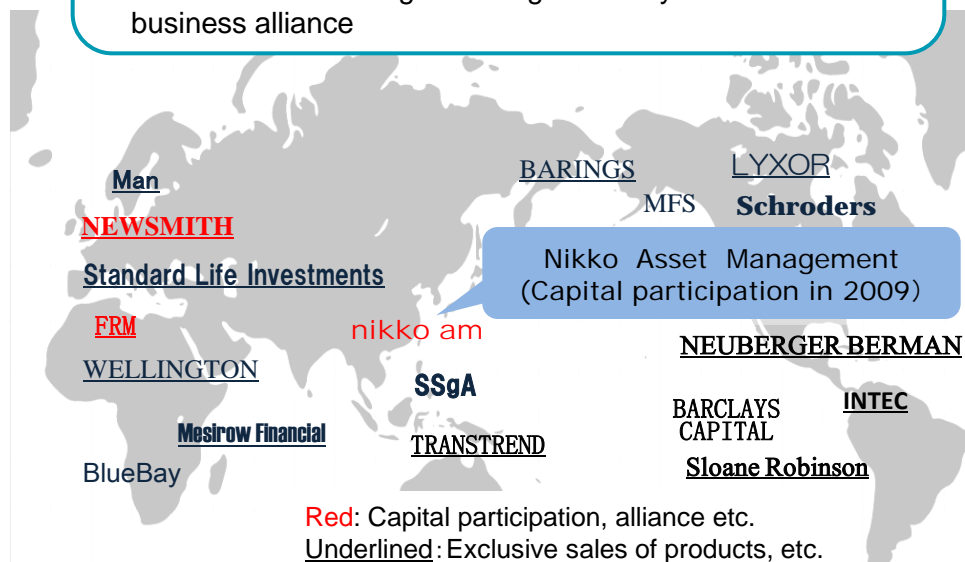 business alliance
BARINGS
LYXOR
Man
MFS
Schroders
NEWSMITH
Nikko Asset Management
(Capital participation in 2009)
Standard Life Investments
FRM
nikko am
NEUBERGER BERMAN
WELLINGTON
SSgA
INTEC
BARCLAYS
CAPITAL
Mesirow Financial
TRANSTREND
Sloane Robinson
BlueBay
Red: Capital participation, alliance etc.
Underlined:Exclusive sales of products, etc.